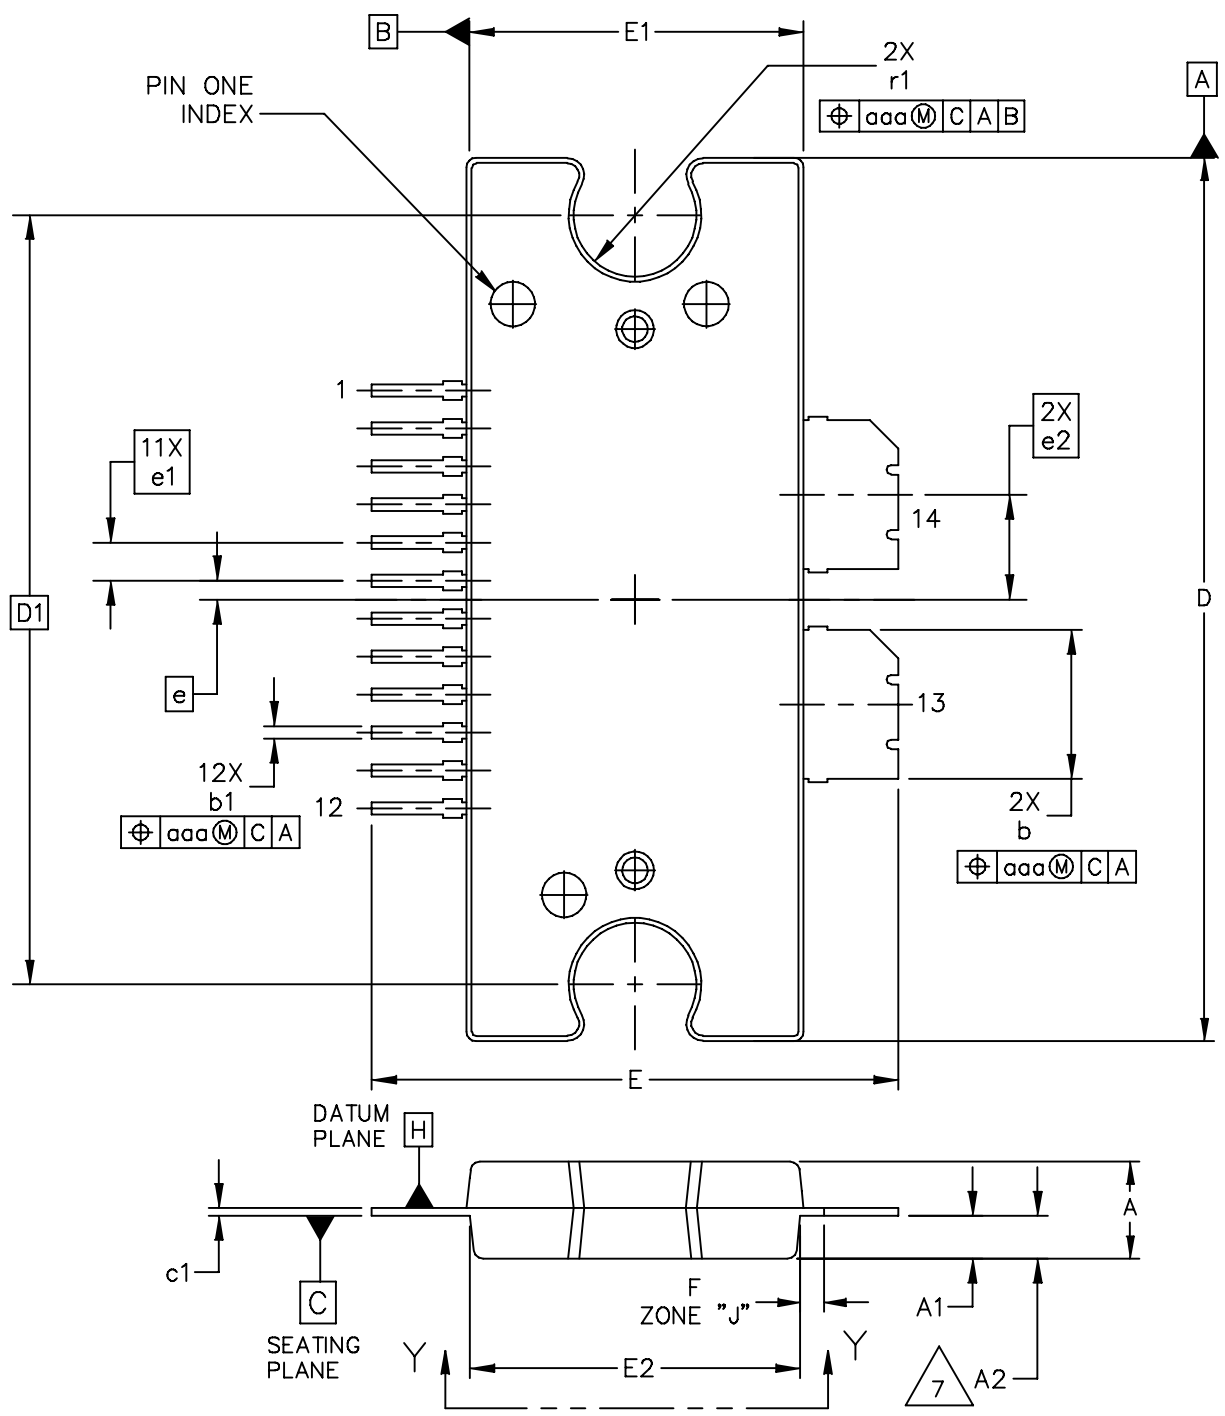 B
E1
2X
r1
⌖ aaa Ⓜ C A B
A
PIN ONE
INDEX
1
11X
e1
2X
e2
14
D1
D
e
13
12X
b1
⌖ aaa Ⓜ C A
12
2X
b
⌖ aaa Ⓜ C A
E
DATUM
PLANE
H
A
c1
C
SEATING
PLANE
F
ZONE "J"
A1
Y
Y
E2
7
A2